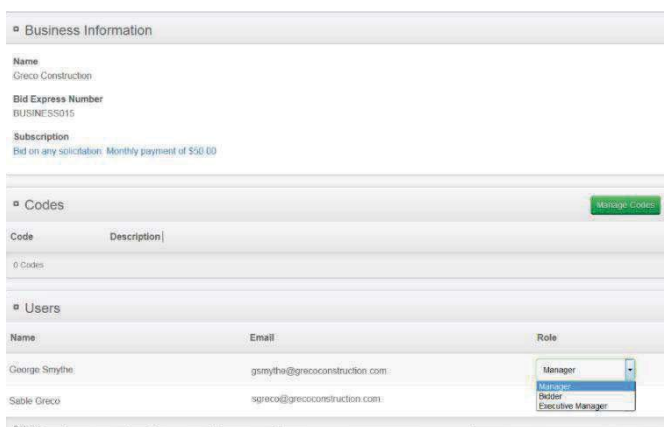 Business Information
Name
Greco Construction
Bid Express Number
BUSINESS015
Subscription
Bid on any solicitation. Monthly payment of $50.00
Codes
Manage Codes
Code Description
0 Codes
Users
Name Email Role
George Smythe gsmythe@grecoconstruction.com Manager
Manager
Bidder
Sable Greco sgreco@grecoconstruction.com
Executive Manager